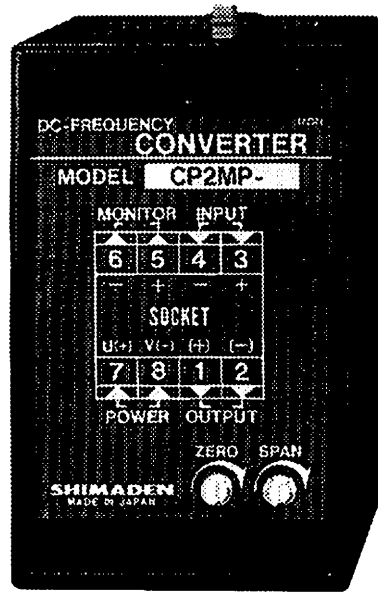 DC-FREQUENCY
CONVERTER
MODEL CP2MP-
MONITOR INPUT
6 5 4 3
− + − +
SOCKET
U(+) V(-) (+) (-)
7 8 1 2
POWER OUTPUT
ZERO SPAN
SHIMADEN
MADE IN JAPAN